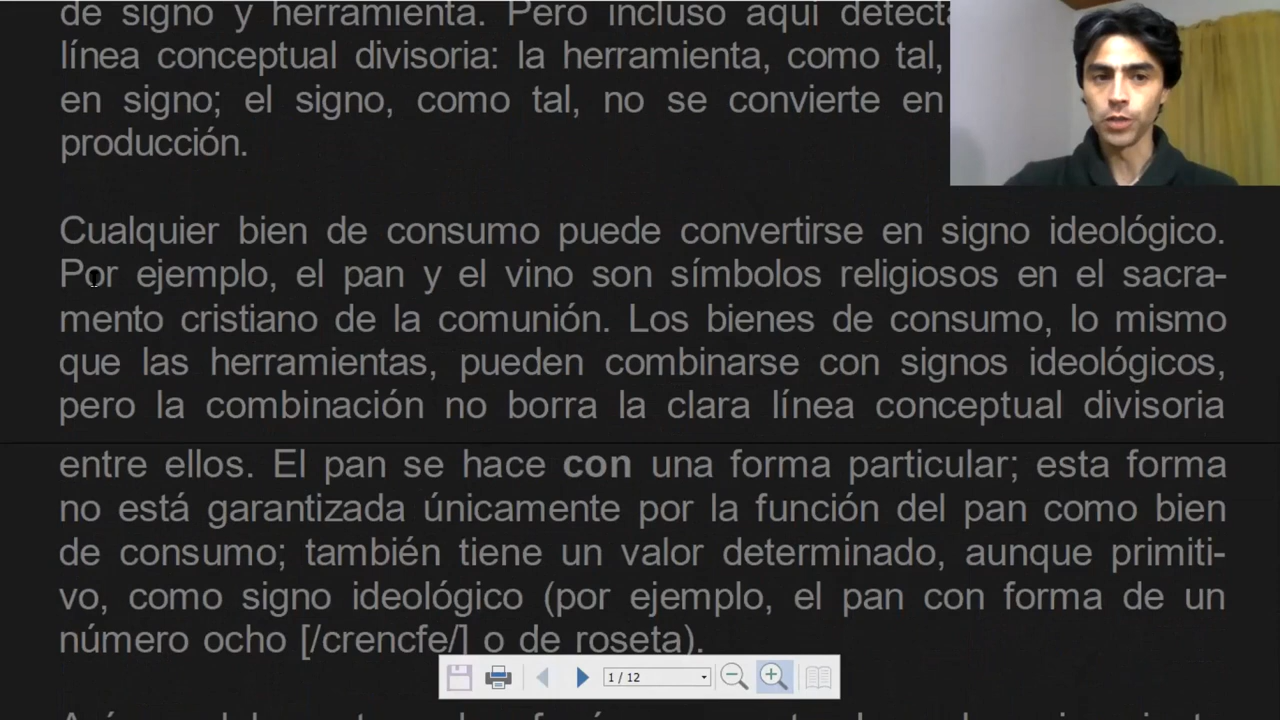 de signo y herramienta. Pero incluso aquí
línea conceptual divisoria: la herramienta, como tal,
en signo; el signo, como tal, no se convierte en
producción.
Cualquier bien de consumo puede convertirse en signo ideológico.
Por ejemplo, el pan y el vino son símbolos religiosos en el sacra-
mento cristiano de la comunión. Los bienes de consumo, lo mismo
que las herramientas, pueden combinarse con signos ideológicos,
pero la combinación no borra la clara línea conceptual divisoria
entre ellos. El pan se hace con una forma particular; esta forma
no está garantizada únicamente por la función del pan como bien
de consumo; también tiene un valor determinado, aunque primiti-
vo, como signo ideológico (por ejemplo, el pan con forma de un
número ocho [/crencfe/] o de roseta).
1 / 12